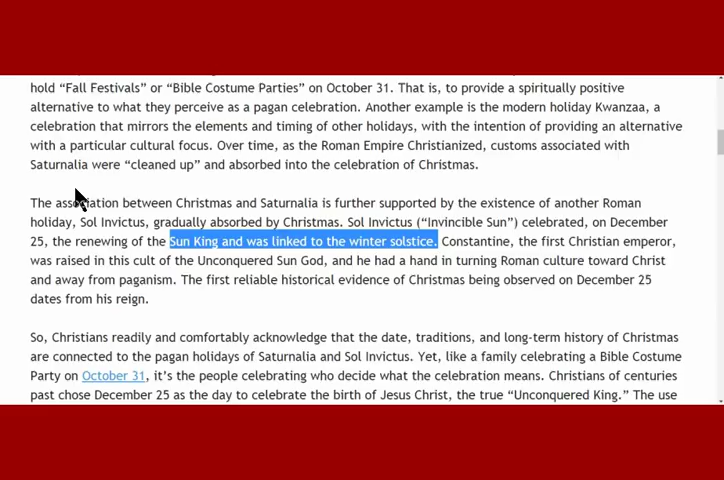 hold “Fall Festivals” or “Bible Costume Parties” on October 31. That is, to provide a spiritually positive
alternative to what they perceive as a pagan celebration. Another example is the modern holiday Kwanzaa, a
celebration that mirrors the elements and timing of other holidays, with the intention of providing an alternative
with a particular cultural focus. Over time, as the Roman Empire Christianized, customs associated with
Saturnalia were “cleaned up” and absorbed into the celebration of Christmas.
The association between Christmas and Saturnalia is further supported by the existence of another Roman
holiday, Sol Invictus, gradually absorbed by Christmas. Sol Invictus (“Invincible Sun”) celebrated, on December
25, the renewing of the Sun King and was linked to the winter solstice. Constantine, the first Christian emperor,
was raised in this cult of the Unconquered Sun God, and he had a hand in turning Roman culture toward Christ
and away from paganism. The first reliable historical evidence of Christmas being observed on December 25
dates from his reign.
So, Christians readily and comfortably acknowledge that the date, traditions, and long-term history of Christmas
are connected to the pagan holidays of Saturnalia and Sol Invictus. Yet, like a family celebrating a Bible Costume
Party on October 31, it’s the people celebrating who decide what the celebration means. Christians of centuries
past chose December 25 as the day to celebrate the birth of Jesus Christ, the true “Unconquered King.” The use